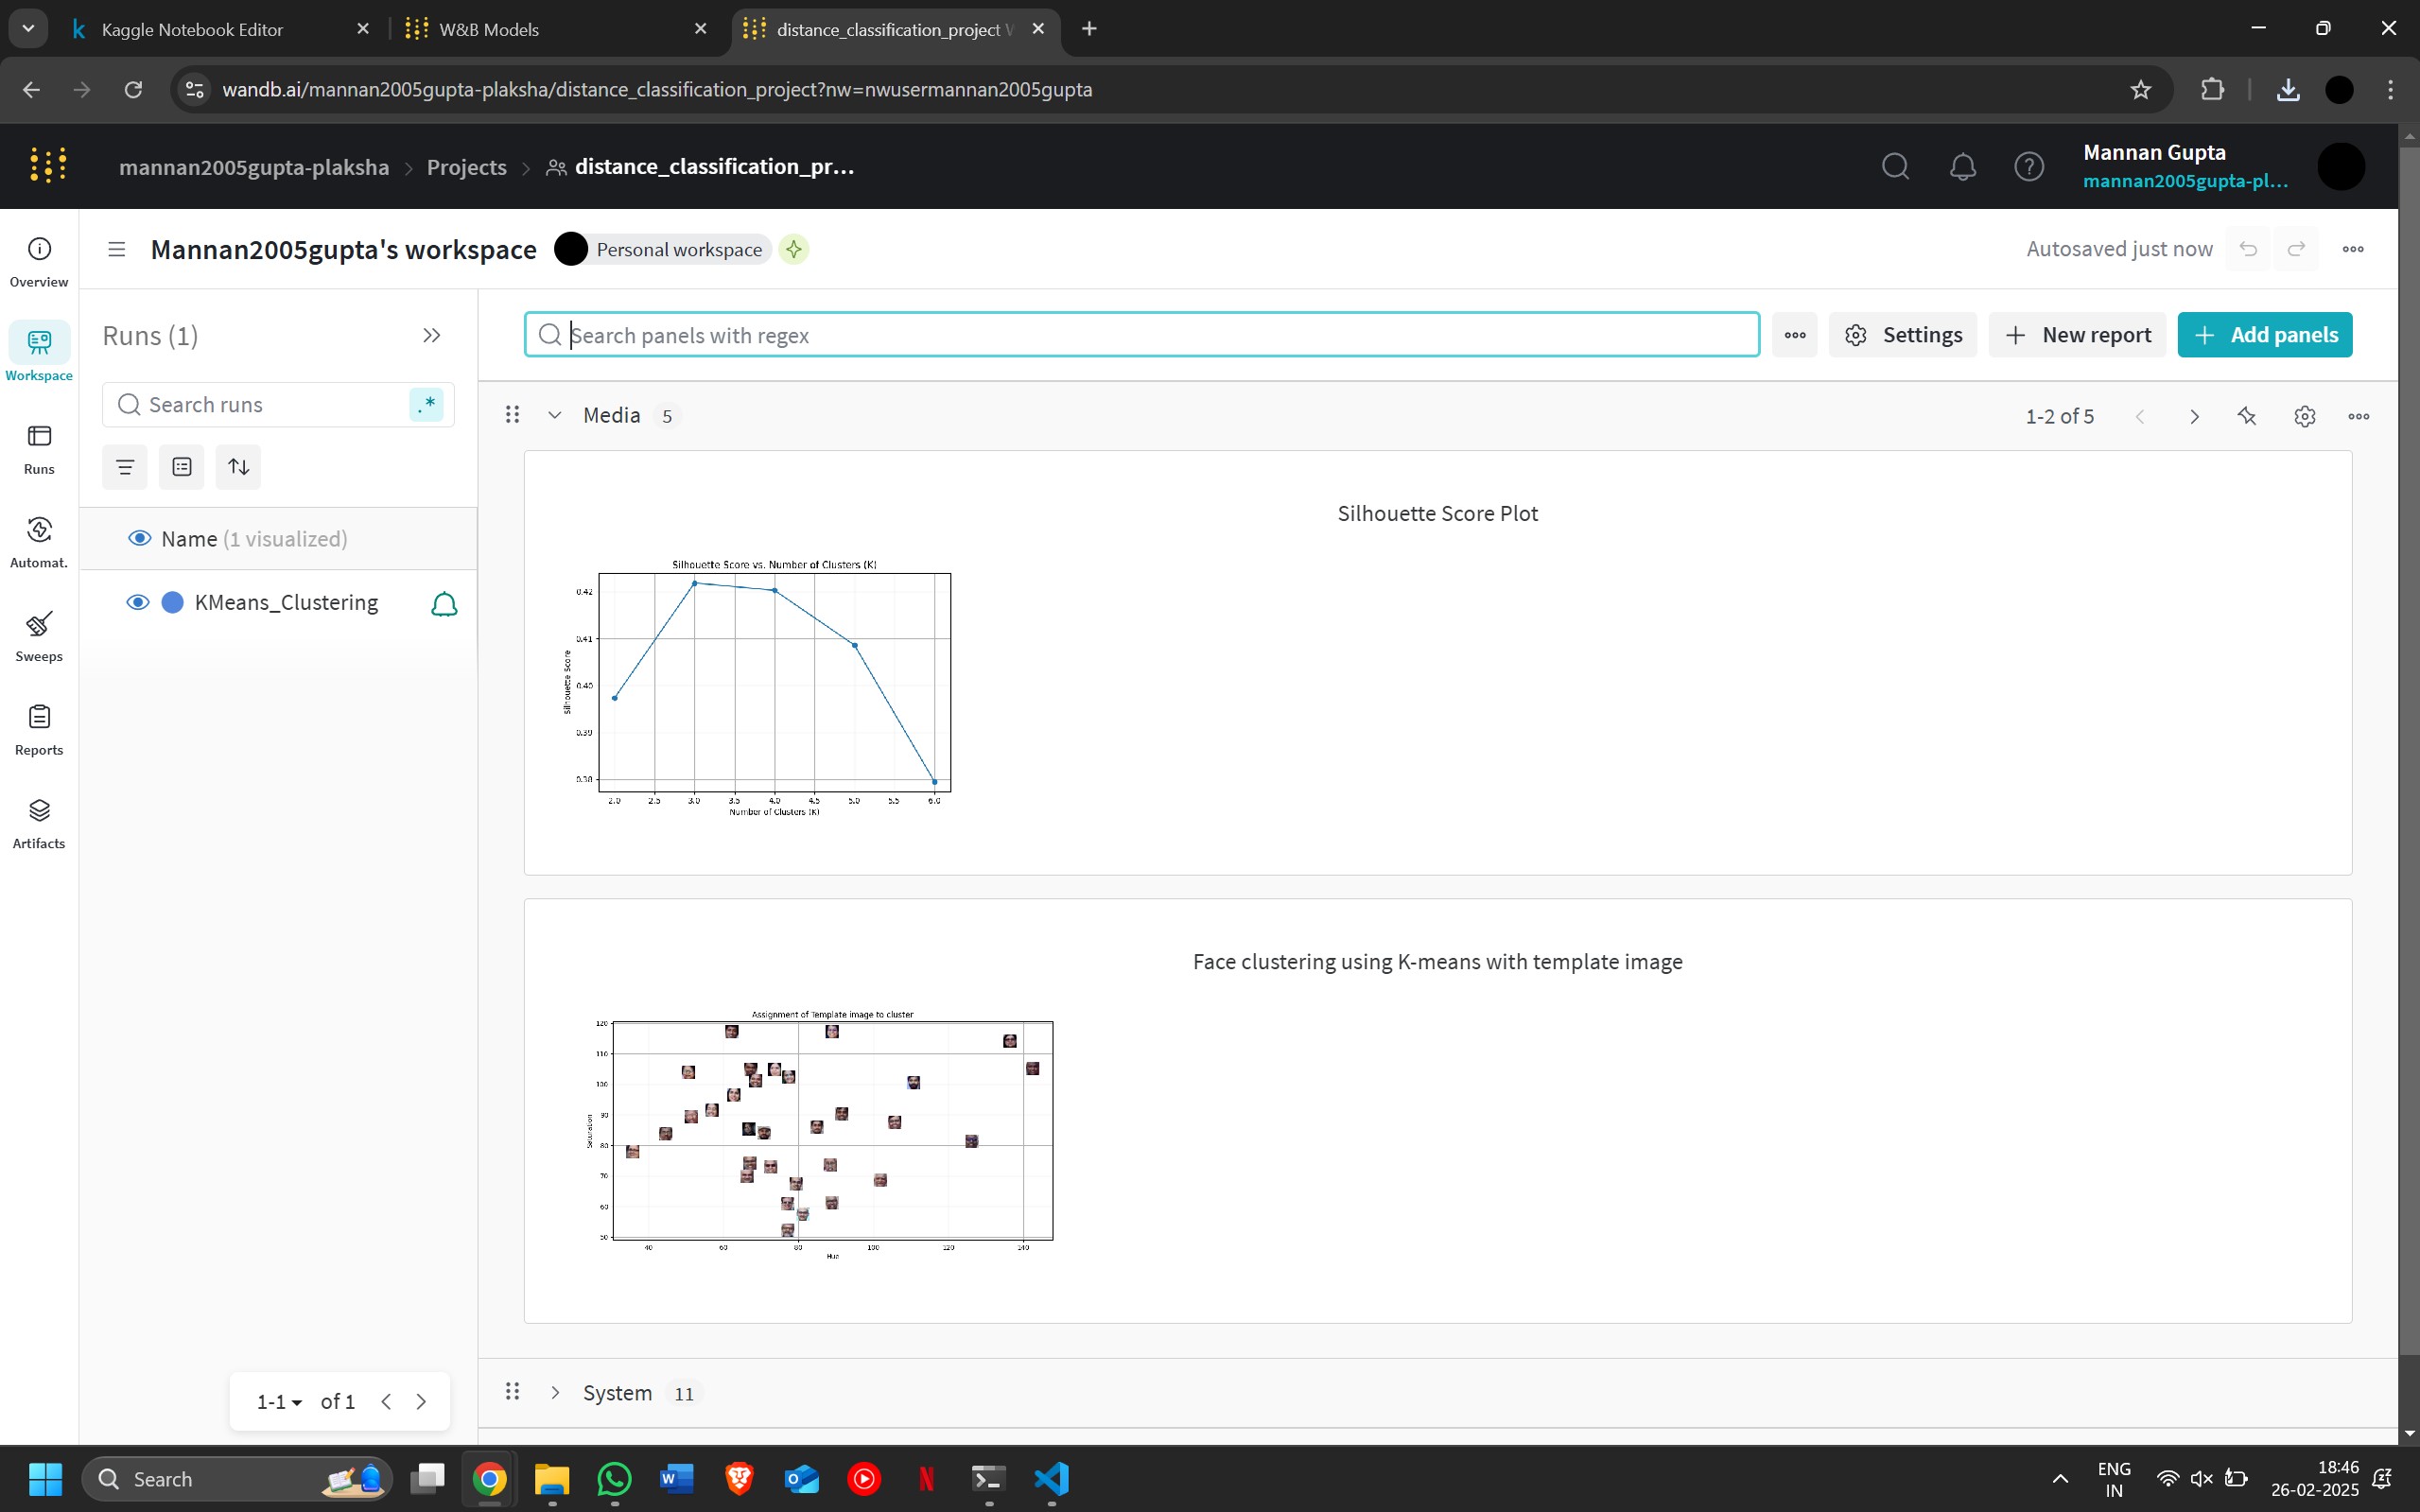 Kaggle Notebook Editor
W&B Models
distance_classification_project W
wandb.ai/mannan2005gupta-plaksha/distance_classification_project?nw=nwusermannan2005gupta
mannan2005gupta-plaksha > Projects > distance_classification_pr...
Mannan Gupta
mannan2005gupta-pl...
Mannan2005gupta's workspace
Personal workspace
Autosaved just now
Overview
Workspace
Runs
Automat.
Sweeps
Reports
Artifacts
Runs (1)
Search runs
.*
Name (1 visualized)
KMeans_Clustering
1-1 of 1
Search panels with regex
Settings
New report
Add panels
Media 5
1-2 of 5
Silhouette Score Plot
Silhouette Score vs. Number of Clusters (K)
Silhouette Score
0.42
0.41
0.40
0.39
0.38
2.0 2.5 3.0 3.5 4.0 4.5 5.0 5.5 6.0
Number of Clusters (K)
Face clustering using K-means with template image
Assignment of Template image to cluster
Saturation
120
110
100
90
80
70
60
50
40 60 80 100 120 140
Hue
System 11
Search
ENG
IN
18:46
26-02-2025